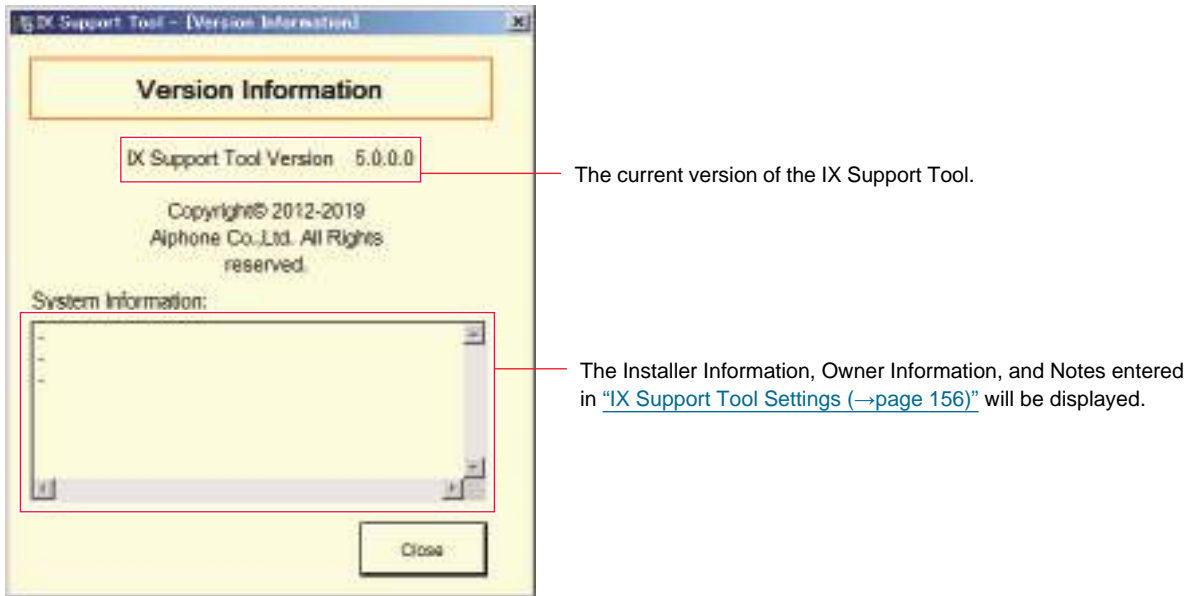 IX Support Tool - [Version Information]
Version Information
IX Support Tool Version 5.0.0.0
The current version of the IX Support Tool.
Copyright© 2012-2019
Aiphone Co.,Ltd. All Rights
reserved.
System Information:
-
-
-
The Installer Information, Owner Information, and Notes entered
in “IX Support Tool Settings (→page 156)” will be displayed.
Close